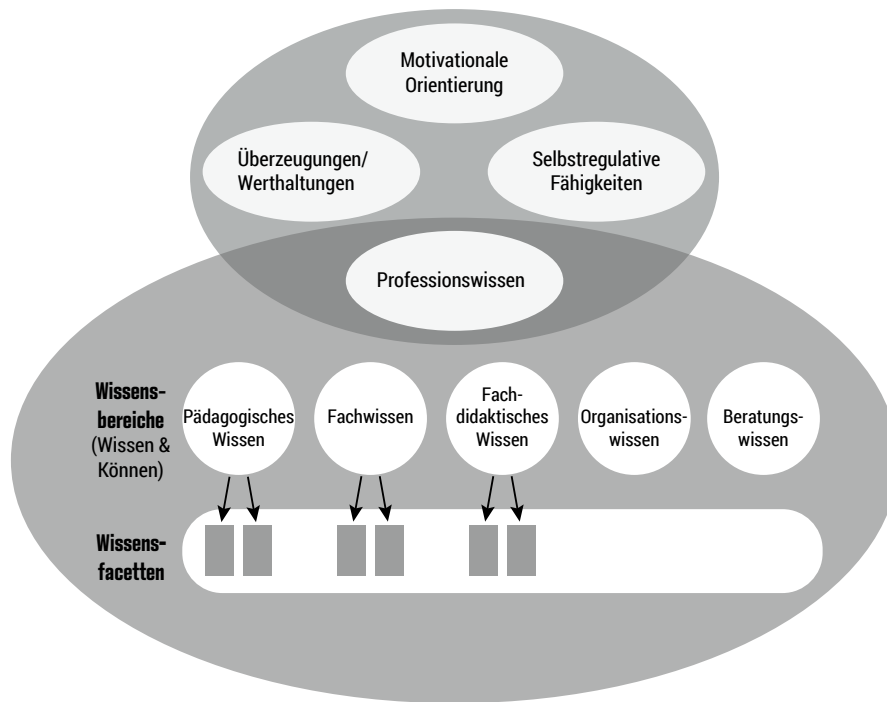 Motivationale
Orientierung
Überzeugungen/
Werthaltungen
Selbstregulative
Fähigkeiten
Professionswissen
Wissens-
bereiche
(Wissen &
Können)
Pädagogisches
Wissen
Fachwissen
Fach-
didaktisches
Wissen
Organisations-
wissen
Beratungs-
wissen
Wissens-
facetten